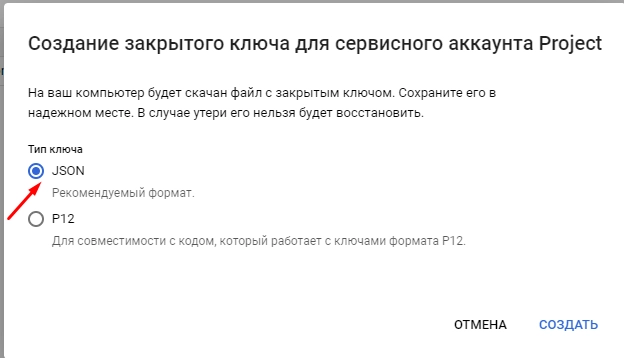 Создание закрытого ключа для сервисного аккаунта Project
На ваш компьютер будет скачан файл с закрытым ключом. Сохраните его в
надежном месте. В случае утери его нельзя будет восстановить.
Тип ключа
JSON
Рекомендуемый формат.
P12
Для совместимости с кодом, который работает с ключами формата P12.
ОТМЕНА СОЗДАТЬ